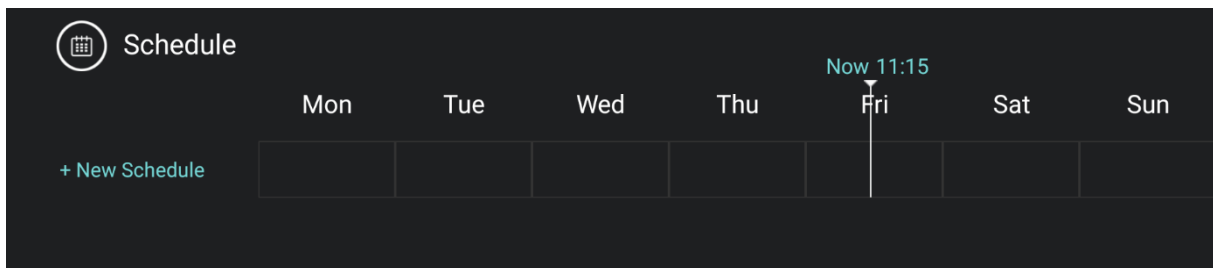 Schedule
Now 11:15
Mon Tue Wed Thu Fri Sat Sun
+ New Schedule